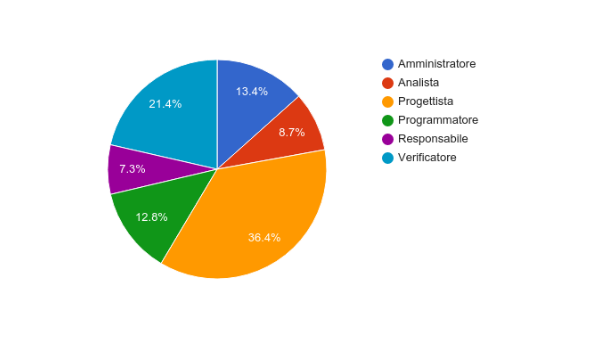 Amministratore
Analista
Progettista
Programmatore
Responsabile
Verificatore
13.4%
8.7%
36.4%
12.8%
7.3%
21.4%